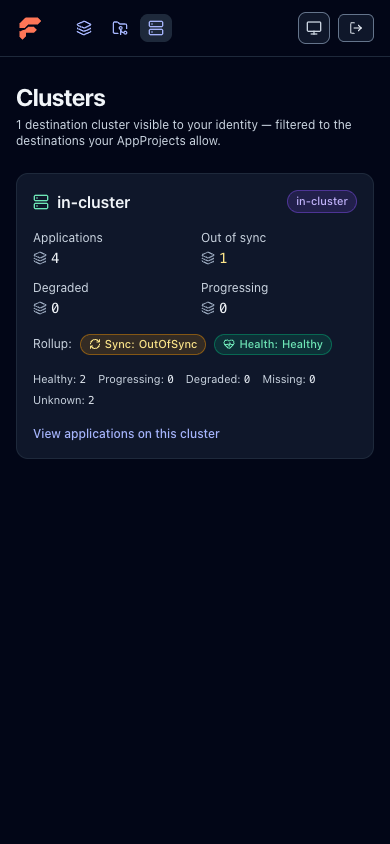 Clusters
1 destination cluster visible to your identity — filtered to the
destinations your AppProjects allow.
in-cluster in-cluster
Applications Out of sync
4 1
Degraded Progressing
0 0
Rollup: Sync: OutOfSync Health: Healthy
Healthy: 2 Progressing: 0 Degraded: 0 Missing: 0
Unknown: 2
View applications on this cluster